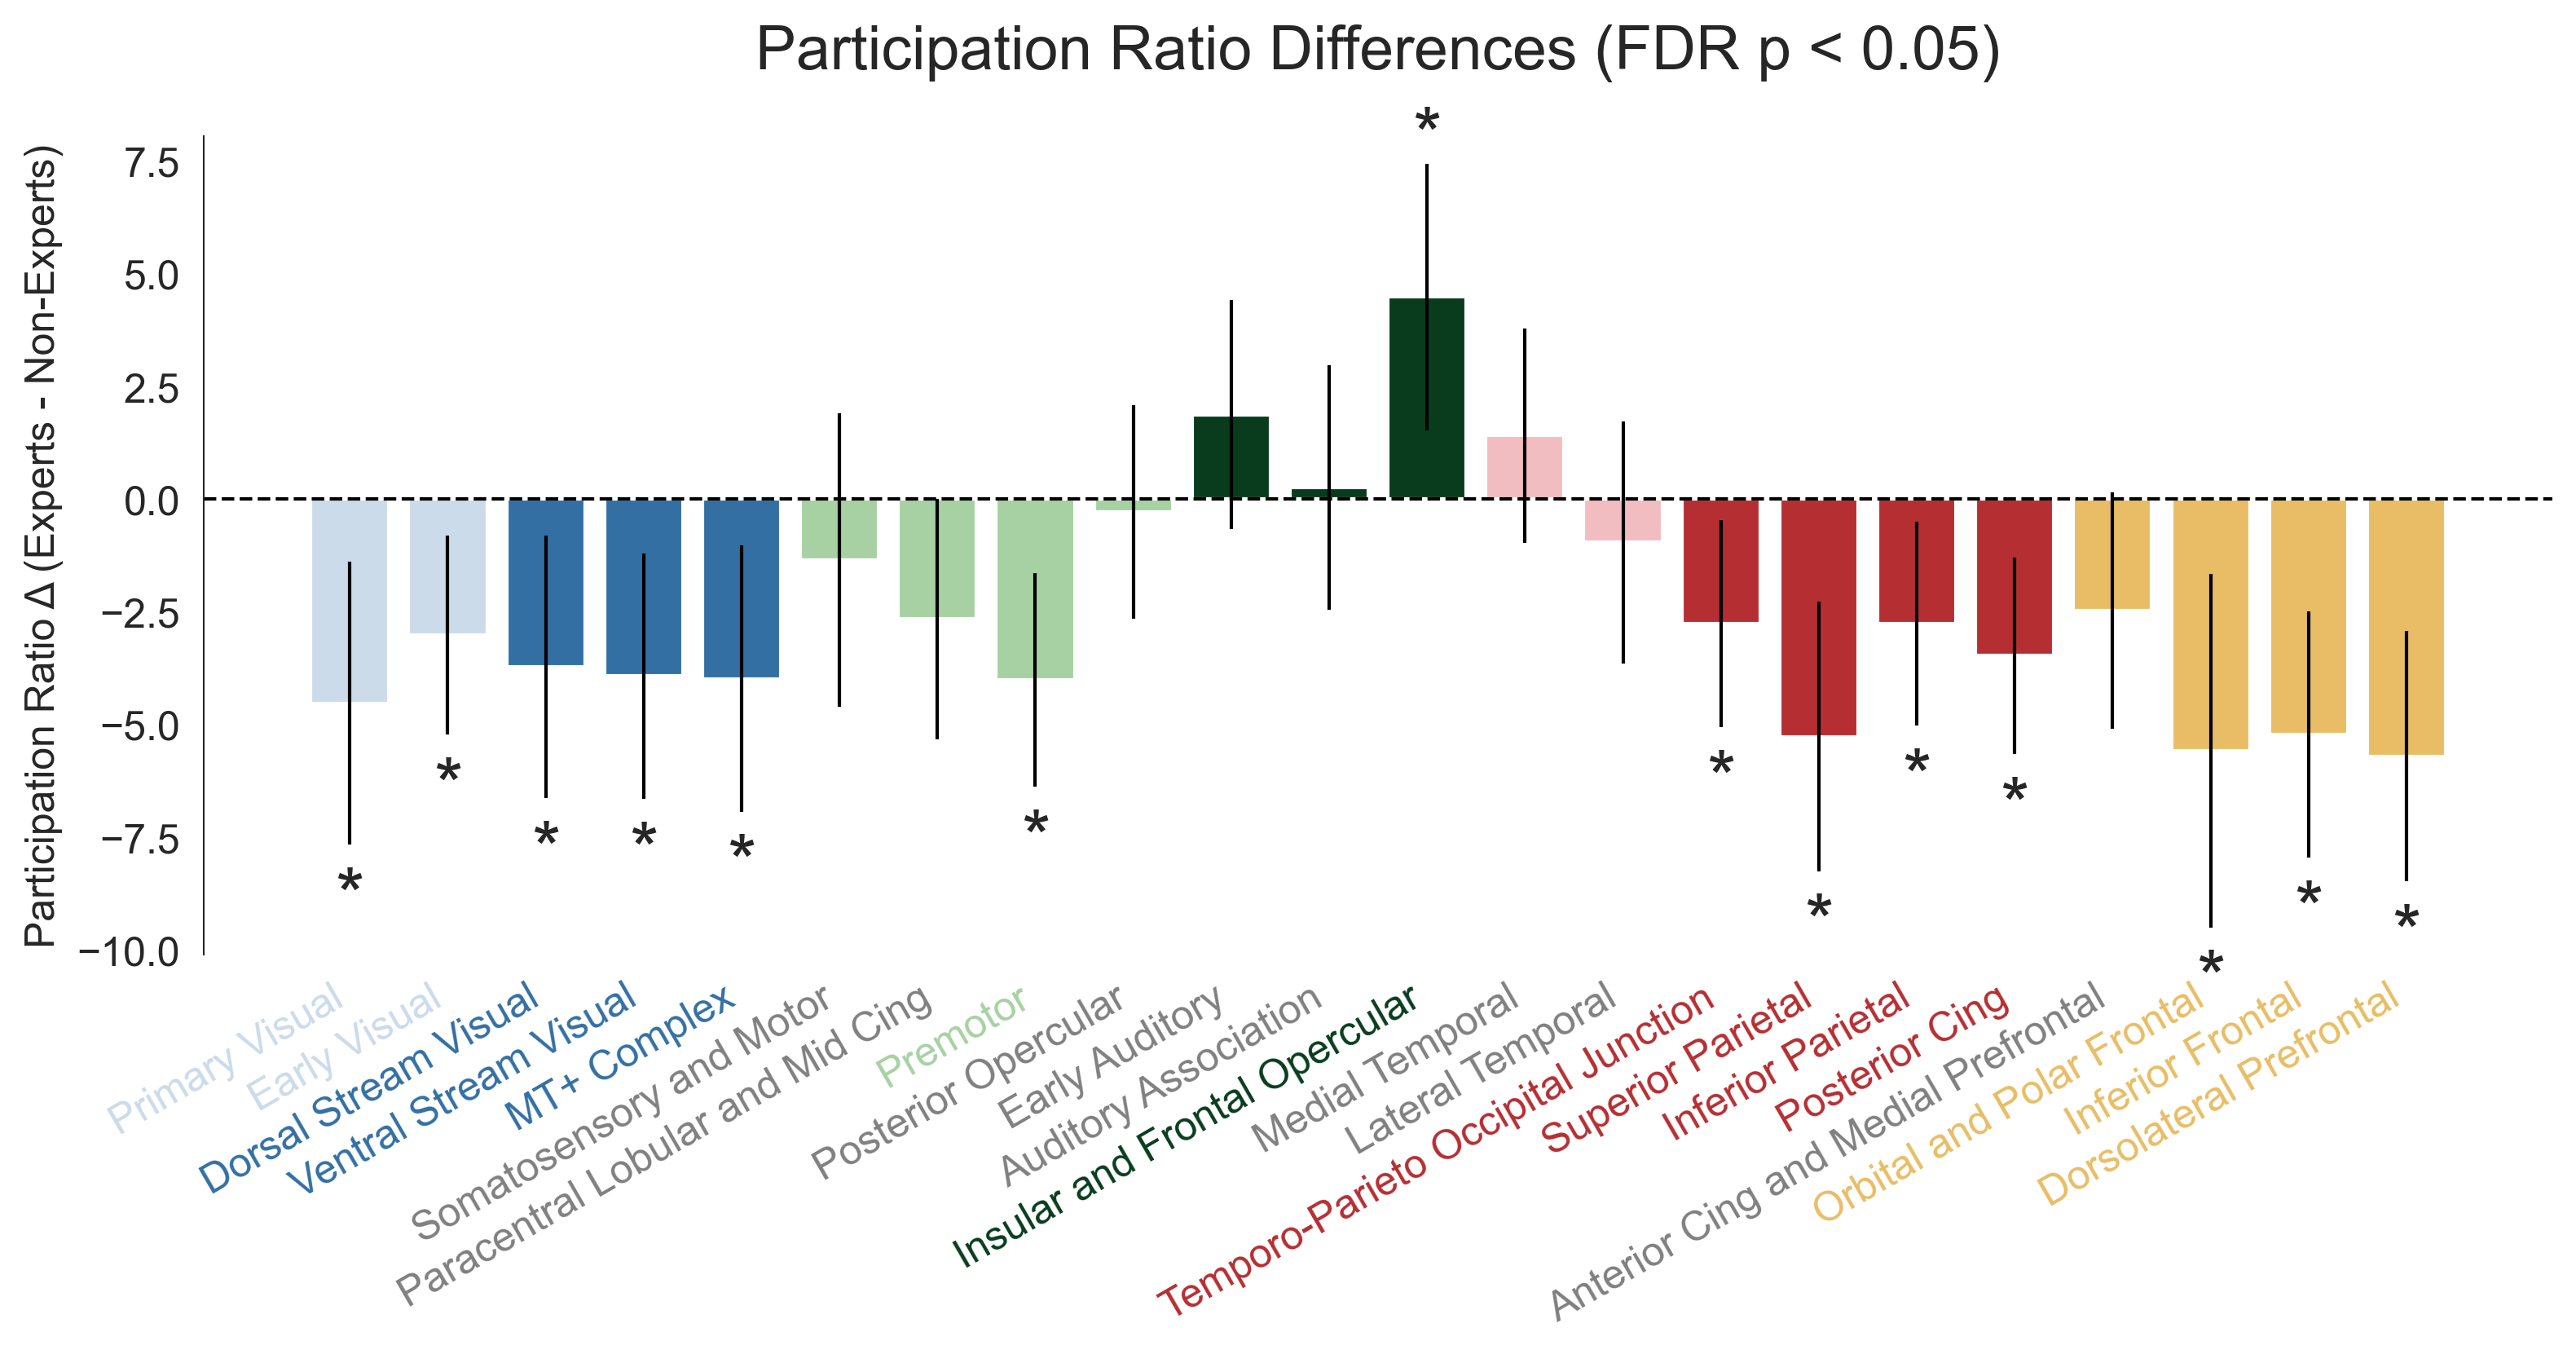 Participation Ratio Differences (FDR p < 0.05)
Participation Ratio Δ (Experts - Non-Experts)
7.5
5.0
2.5
0.0
−2.5
−5.0
−7.5
−10.0
*
*
*
*
*
*
*
*
*
*
*
*
*
*
Primary Visual
Early Visual
Dorsal Stream Visual
Ventral Stream Visual
MT+ Complex
Somatosensory and Motor
Paracentral Lobular and Mid Cing
Premotor
Posterior Opercular
Early Auditory
Auditory Association
Insular and Frontal Opercular
Medial Temporal
Lateral Temporal
Temporo-Parieto Occipital Junction
Superior Parietal
Inferior Parietal
Posterior Cing
Anterior Cing and Medial Prefrontal
Orbital and Polar Frontal
Inferior Frontal
Dorsolateral Prefrontal